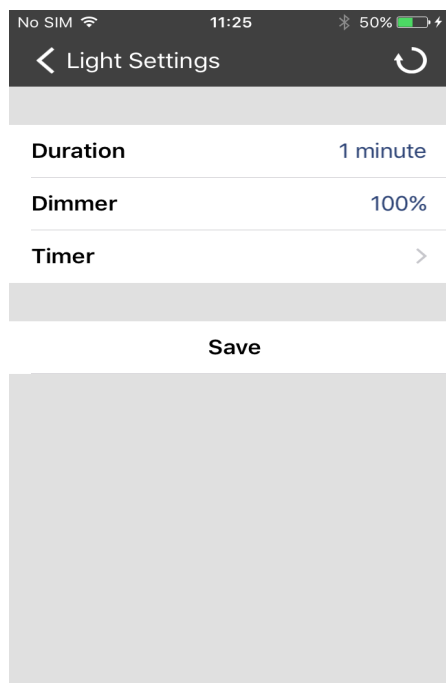 No SIM 11:25 50%
Light Settings
Duration 1 minute
Dimmer 100%
Timer
Save